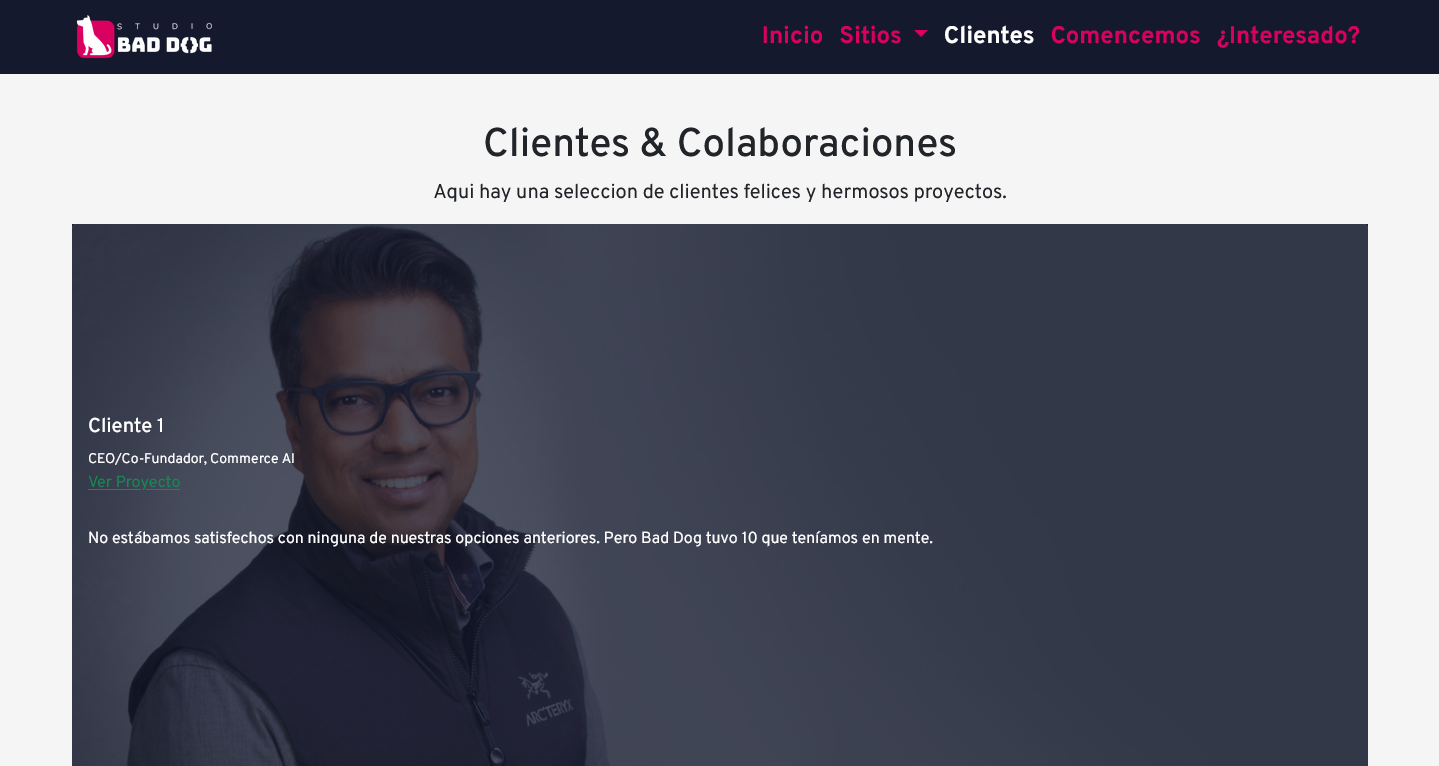 STUDIO
BAD DOG
Inicio Sitios Clientes Comencemos ¿Interesado?
Clientes & Colaboraciones
Aqui hay una seleccion de clientes felices y hermosos proyectos.
Cliente 1
CEO/Co-Fundador, Commerce AI
Ver Proyecto
No estábamos satisfechos con ninguna de nuestras opciones anteriores. Pero Bad Dog tuvo 10 que teníamos en mente.
ARC'TERYX